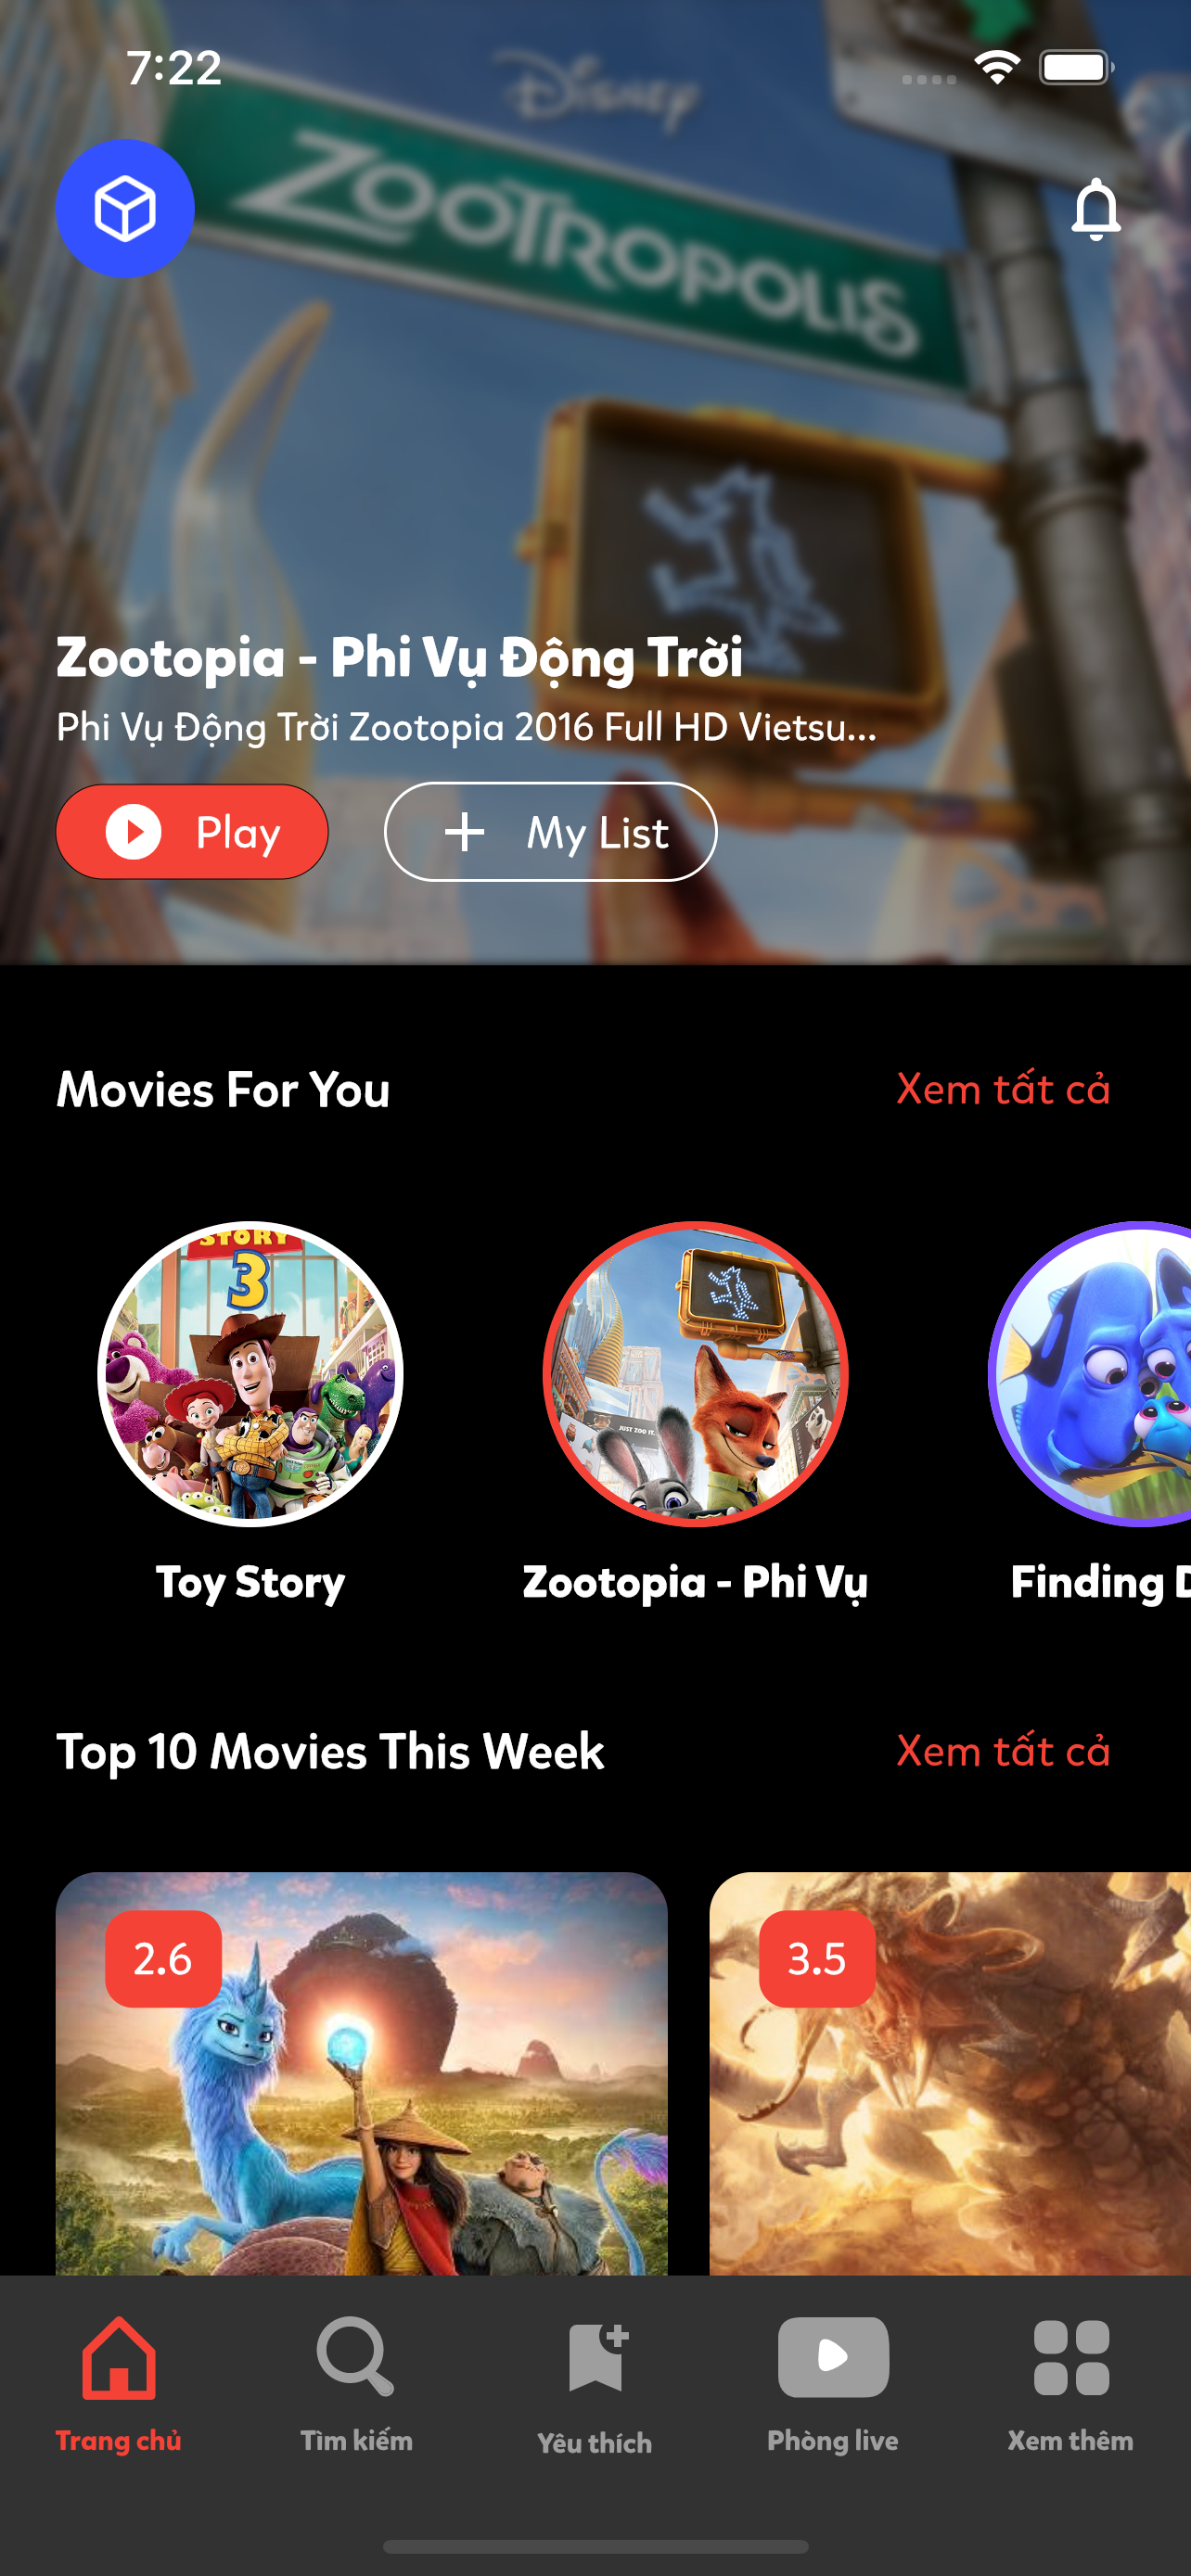 7:22
Disney
ZOOTROPOLIS
Zootopia - Phi Vụ Động Trời
Phi Vụ Động Trời Zootopia 2016 Full HD Vietsu...
Play
My List
Movies For You
Xem tất cả
STORY
3
JUST ZOO IT.
Toy Story
Zootopia - Phi Vụ
Finding D
Top 10 Movies This Week
Xem tất cả
2.6
3.5
Trang chủ
Tìm kiếm
Yêu thích
Phòng live
Xem thêm